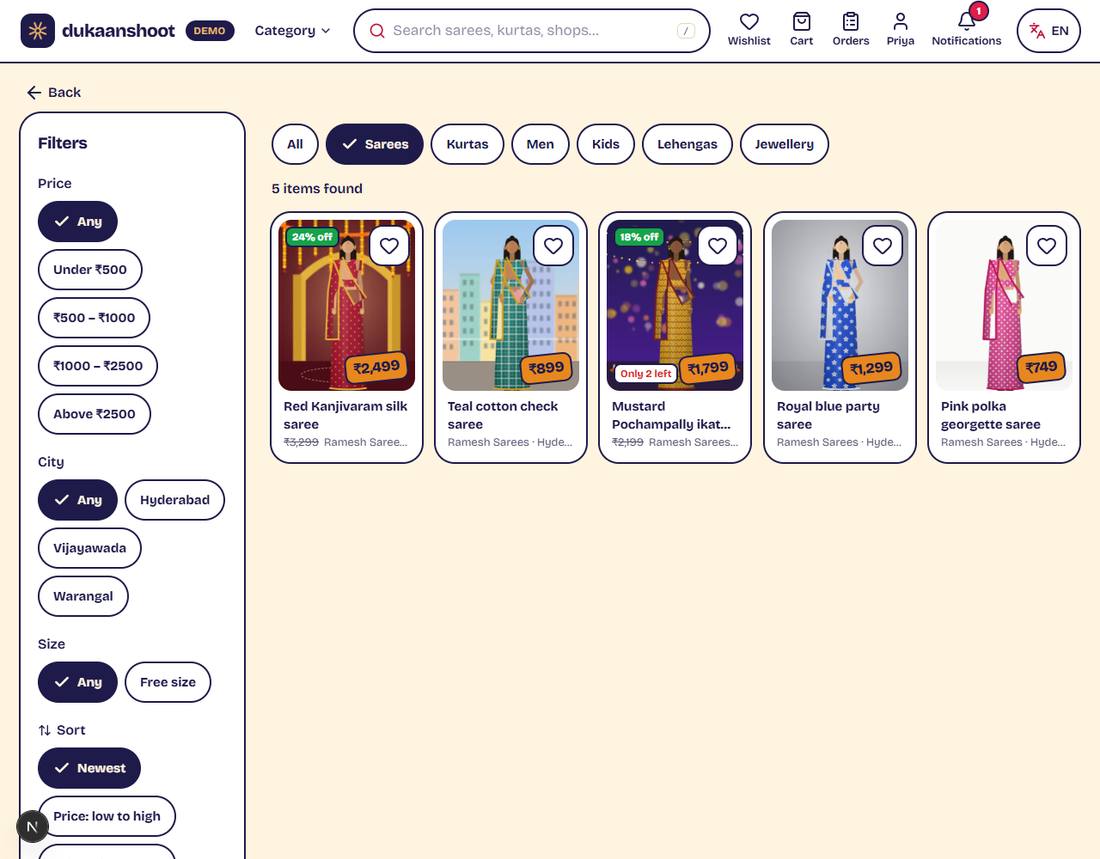 dukaanshoot DEMO Category Search sarees, kurtas, shops... / Wishlist Cart Orders Priya Notifications 1 EN
Back
Filters
Price
Any
Under ₹500
₹500 – ₹1000
₹1000 – ₹2500
Above ₹2500
City
Any Hyderabad
Vijayawada
Warangal
Size
Any Free size
Sort
Newest
Price: low to high
N
All Sarees Kurtas Men Kids Lehengas Jewellery
5 items found
24% off
₹2,499
Red Kanjivaram silk
saree
₹3,299 Ramesh Saree...
₹899
Teal cotton check
saree
Ramesh Sarees · Hyde...
18% off
Only 2 left ₹1,799
Mustard
Pochampally ikat...
₹2,199 Ramesh Sarees...
₹1,299
Royal blue party
saree
Ramesh Sarees · Hyde...
₹749
Pink polka
georgette saree
Ramesh Sarees · Hyde...